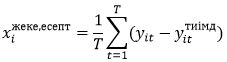 x_i^{жеке,есепт} = \frac{1}{T} \sum_{t=1}^{T} (y_{it} - y_{it}^{тиімд})